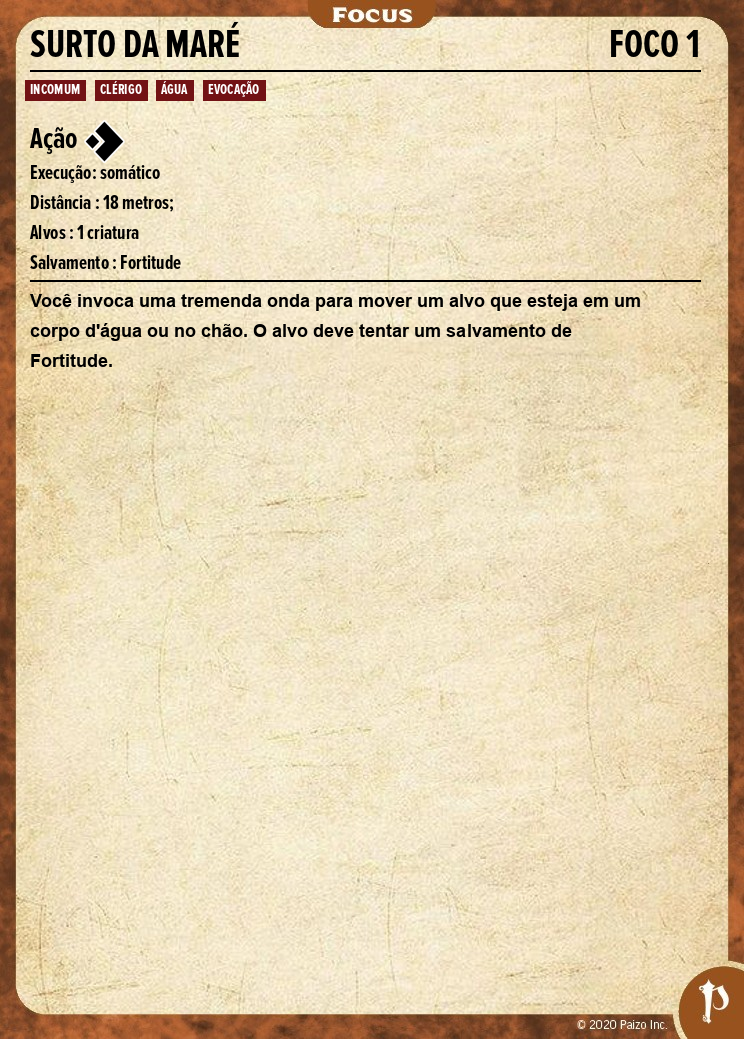 Focus
SURTO DA MARÉ FOCO 1
INCOMUM CLÉRIGO ÁGUA EVOCAÇÃO
Ação
Execução: somático
Distância : 18 metros;
Alvos : 1 criatura
Salvamento : Fortitude
Você invoca uma tremenda onda para mover um alvo que esteja em um
corpo d'água ou no chão. O alvo deve tentar um salvamento de
Fortitude.
© 2020 Paizo Inc.
P